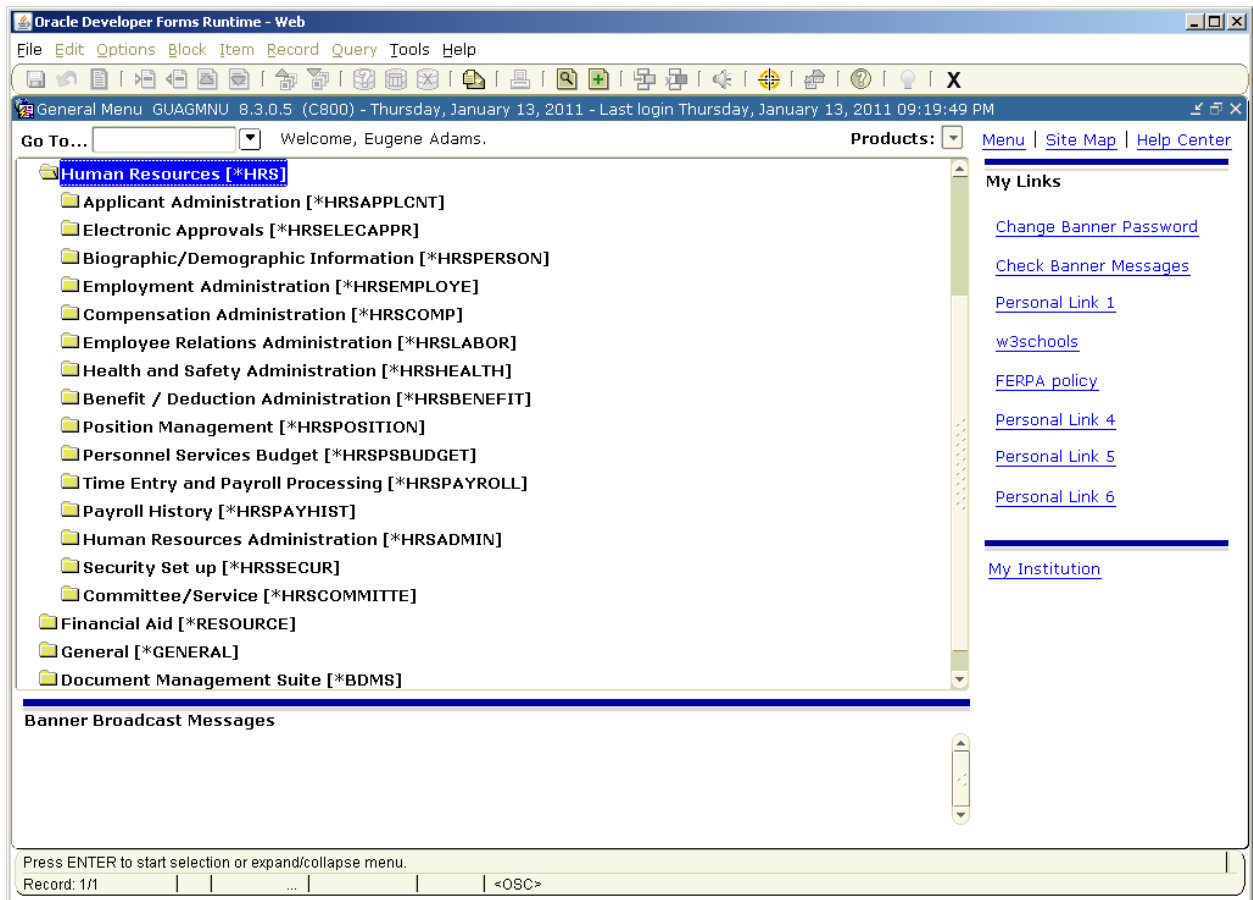 Oracle Developer Forms Runtime - Web
File Edit Options Block Item Record Query Tools Help
X
General Menu GUAGMNU 8.3.0.5 (C800) - Thursday, January 13, 2011 - Last login Thursday, January 13, 2011 09:19:49 PM
Go To... Welcome, Eugene Adams. Products: Menu | Site Map | Help Center
Human Resources [*HRS]
Applicant Administration [*HRSAPPLCNT]
Electronic Approvals [*HRSELECAPPR]
Biographic/Demographic Information [*HRSPERSON]
Employment Administration [*HRSEMPLOYE]
Compensation Administration [*HRSCOMP]
Employee Relations Administration [*HRSLABOR]
Health and Safety Administration [*HRSHEALTH]
Benefit / Deduction Administration [*HRSBENEFIT]
Position Management [*HRSPOSITION]
Personnel Services Budget [*HRSPSBUDGET]
Time Entry and Payroll Processing [*HRSPAYROLL]
Payroll History [*HRSPAYHIST]
Human Resources Administration [*HRSADMIN]
Security Set up [*HRSSECUR]
Committee/Service [*HRSCOMMITTE]
Financial Aid [*RESOURCE]
General [*GENERAL]
Document Management Suite [*BDMS]
My Links
Change Banner Password
Check Banner Messages
Personal Link 1
w3schools
FERPA policy
Personal Link 4
Personal Link 5
Personal Link 6
My Institution
Banner Broadcast Messages
Press ENTER to start selection or expand/collapse menu.
Record: 1/1 ... <OSC>